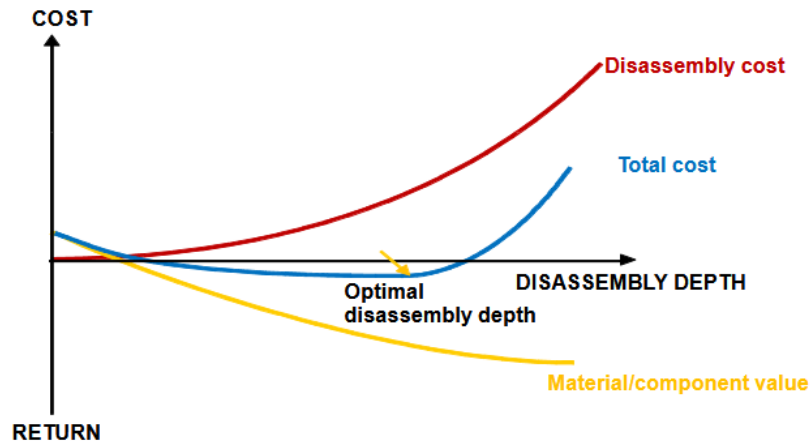 COST
Disassembly cost
Total cost
DISASSEMBLY DEPTH
Optimal
disassembly depth
Material/component value
RETURN